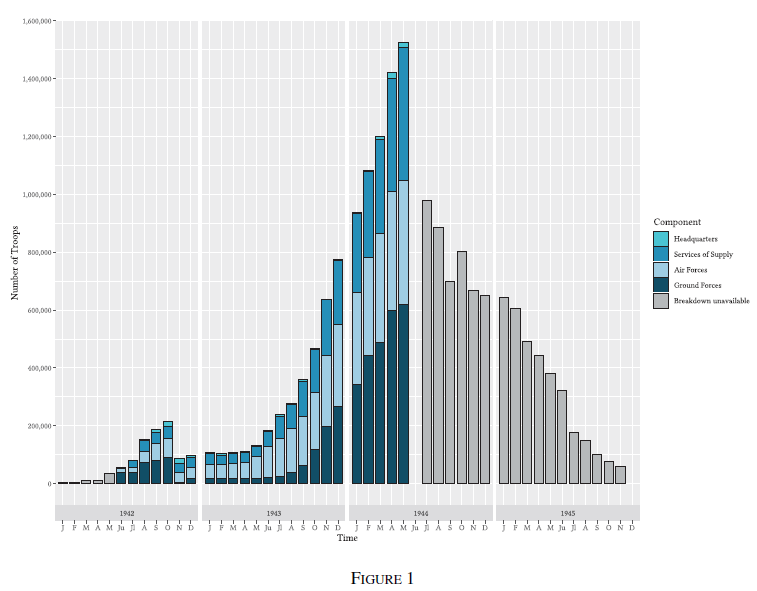 1,600,000
1,400,000
1,200,000
1,000,000
800,000
600,000
400,000
200,000
0
Number of Troops
1942 1943 1944 1945
J F M A M Ju Jl A S O N D J F M A M Ju Jl A S O N D J F M A M Ju Jl A S O N D J F M A M Ju Jl A S O N D
Time
Component
Headquarters
Services of Supply
Air Forces
Ground Forces
Breakdown unavailable
Figure 1